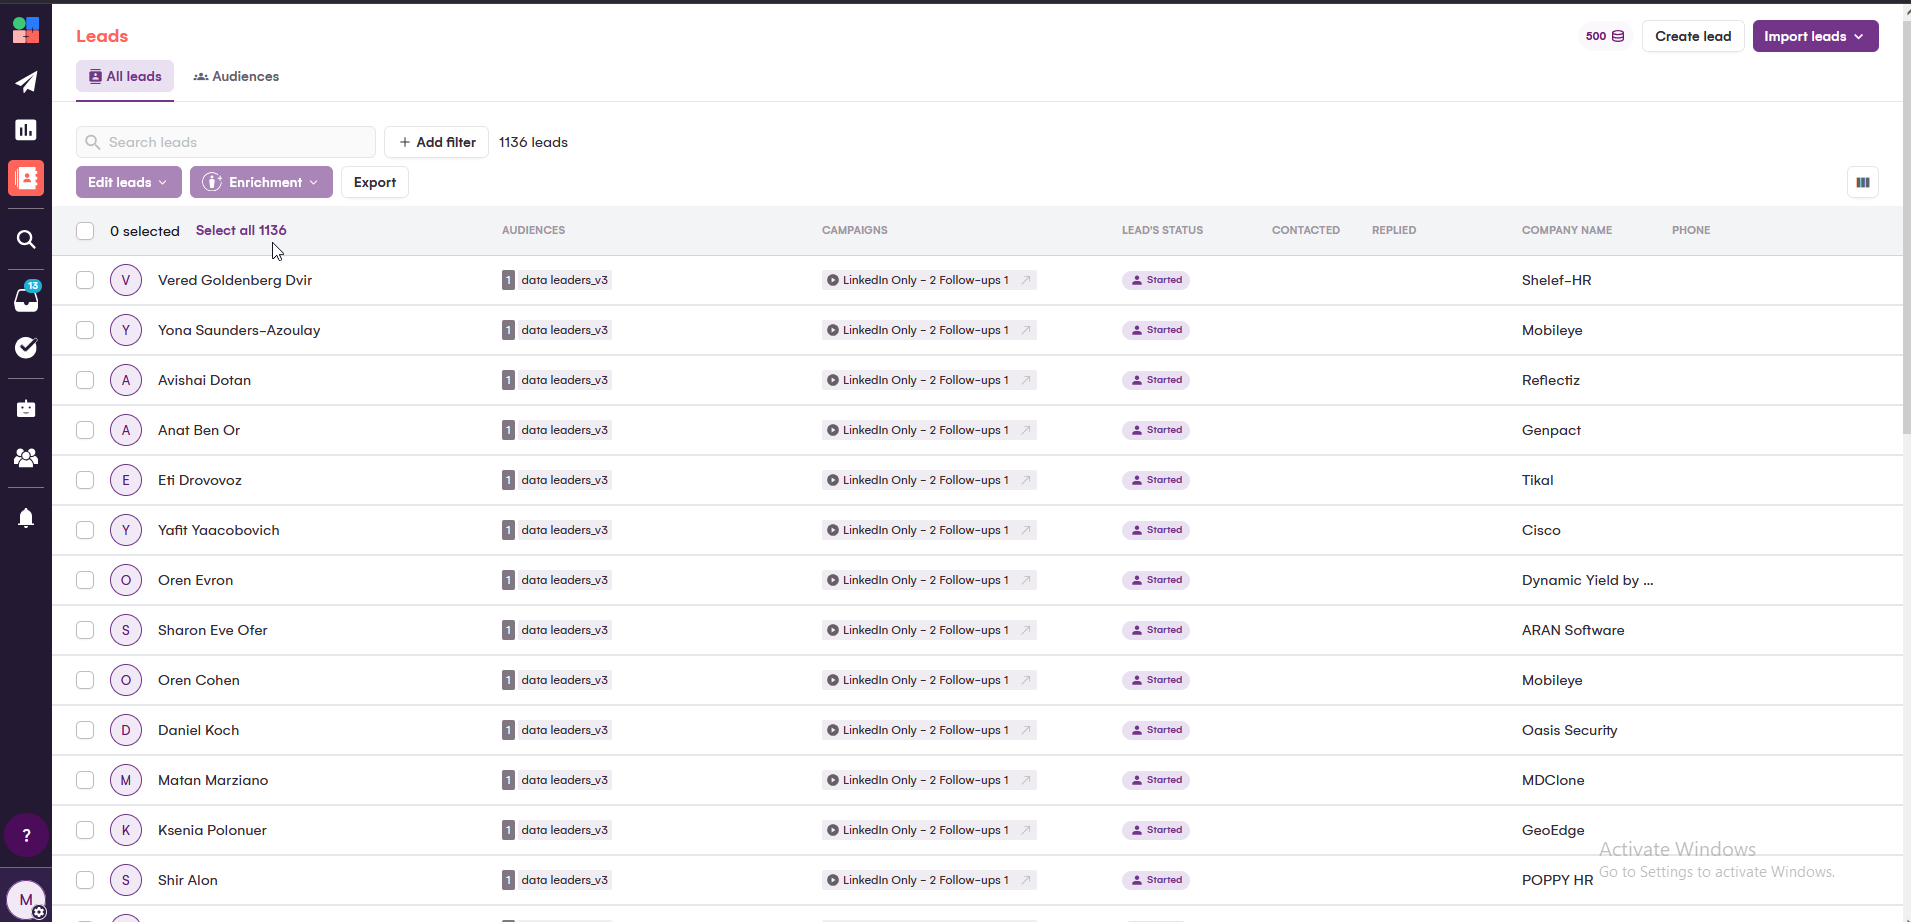 Leads
500
Create lead
Import leads
All leads
Audiences
Search leads
+ Add filter
1136 leads
Edit leads
Enrichment
Export
0 selected
Select all 1136
AUDIENCES
CAMPAIGNS
LEAD'S STATUS
CONTACTED
REPLIED
COMPANY NAME
PHONE
V Vered Goldenberg Dvir 1 data leaders_v3 LinkedIn Only – 2 Follow-ups 1 Started Shelef-HR
Y Yona Saunders-Azoulay 1 data leaders_v3 LinkedIn Only – 2 Follow-ups 1 Started Mobileye
A Avishai Dotan 1 data leaders_v3 LinkedIn Only – 2 Follow-ups 1 Started Reflectiz
A Anat Ben Or 1 data leaders_v3 LinkedIn Only – 2 Follow-ups 1 Started Genpact
E Eti Drovovoz 1 data leaders_v3 LinkedIn Only – 2 Follow-ups 1 Started Tikal
Y Yafit Yaacobovich 1 data leaders_v3 LinkedIn Only – 2 Follow-ups 1 Started Cisco
O Oren Evron 1 data leaders_v3 LinkedIn Only – 2 Follow-ups 1 Started Dynamic Yield by ...
S Sharon Eve Ofer 1 data leaders_v3 LinkedIn Only – 2 Follow-ups 1 Started ARAN Software
O Oren Cohen 1 data leaders_v3 LinkedIn Only – 2 Follow-ups 1 Started Mobileye
D Daniel Koch 1 data leaders_v3 LinkedIn Only – 2 Follow-ups 1 Started Oasis Security
M Matan Marziano 1 data leaders_v3 LinkedIn Only – 2 Follow-ups 1 Started MDClone
K Ksenia Polonuer 1 data leaders_v3 LinkedIn Only – 2 Follow-ups 1 Started GeoEdge
S Shir Alon 1 data leaders_v3 LinkedIn Only – 2 Follow-ups 1 Started POPPY HR
13
?
M
Activate Windows
Go to Settings to activate Windows.